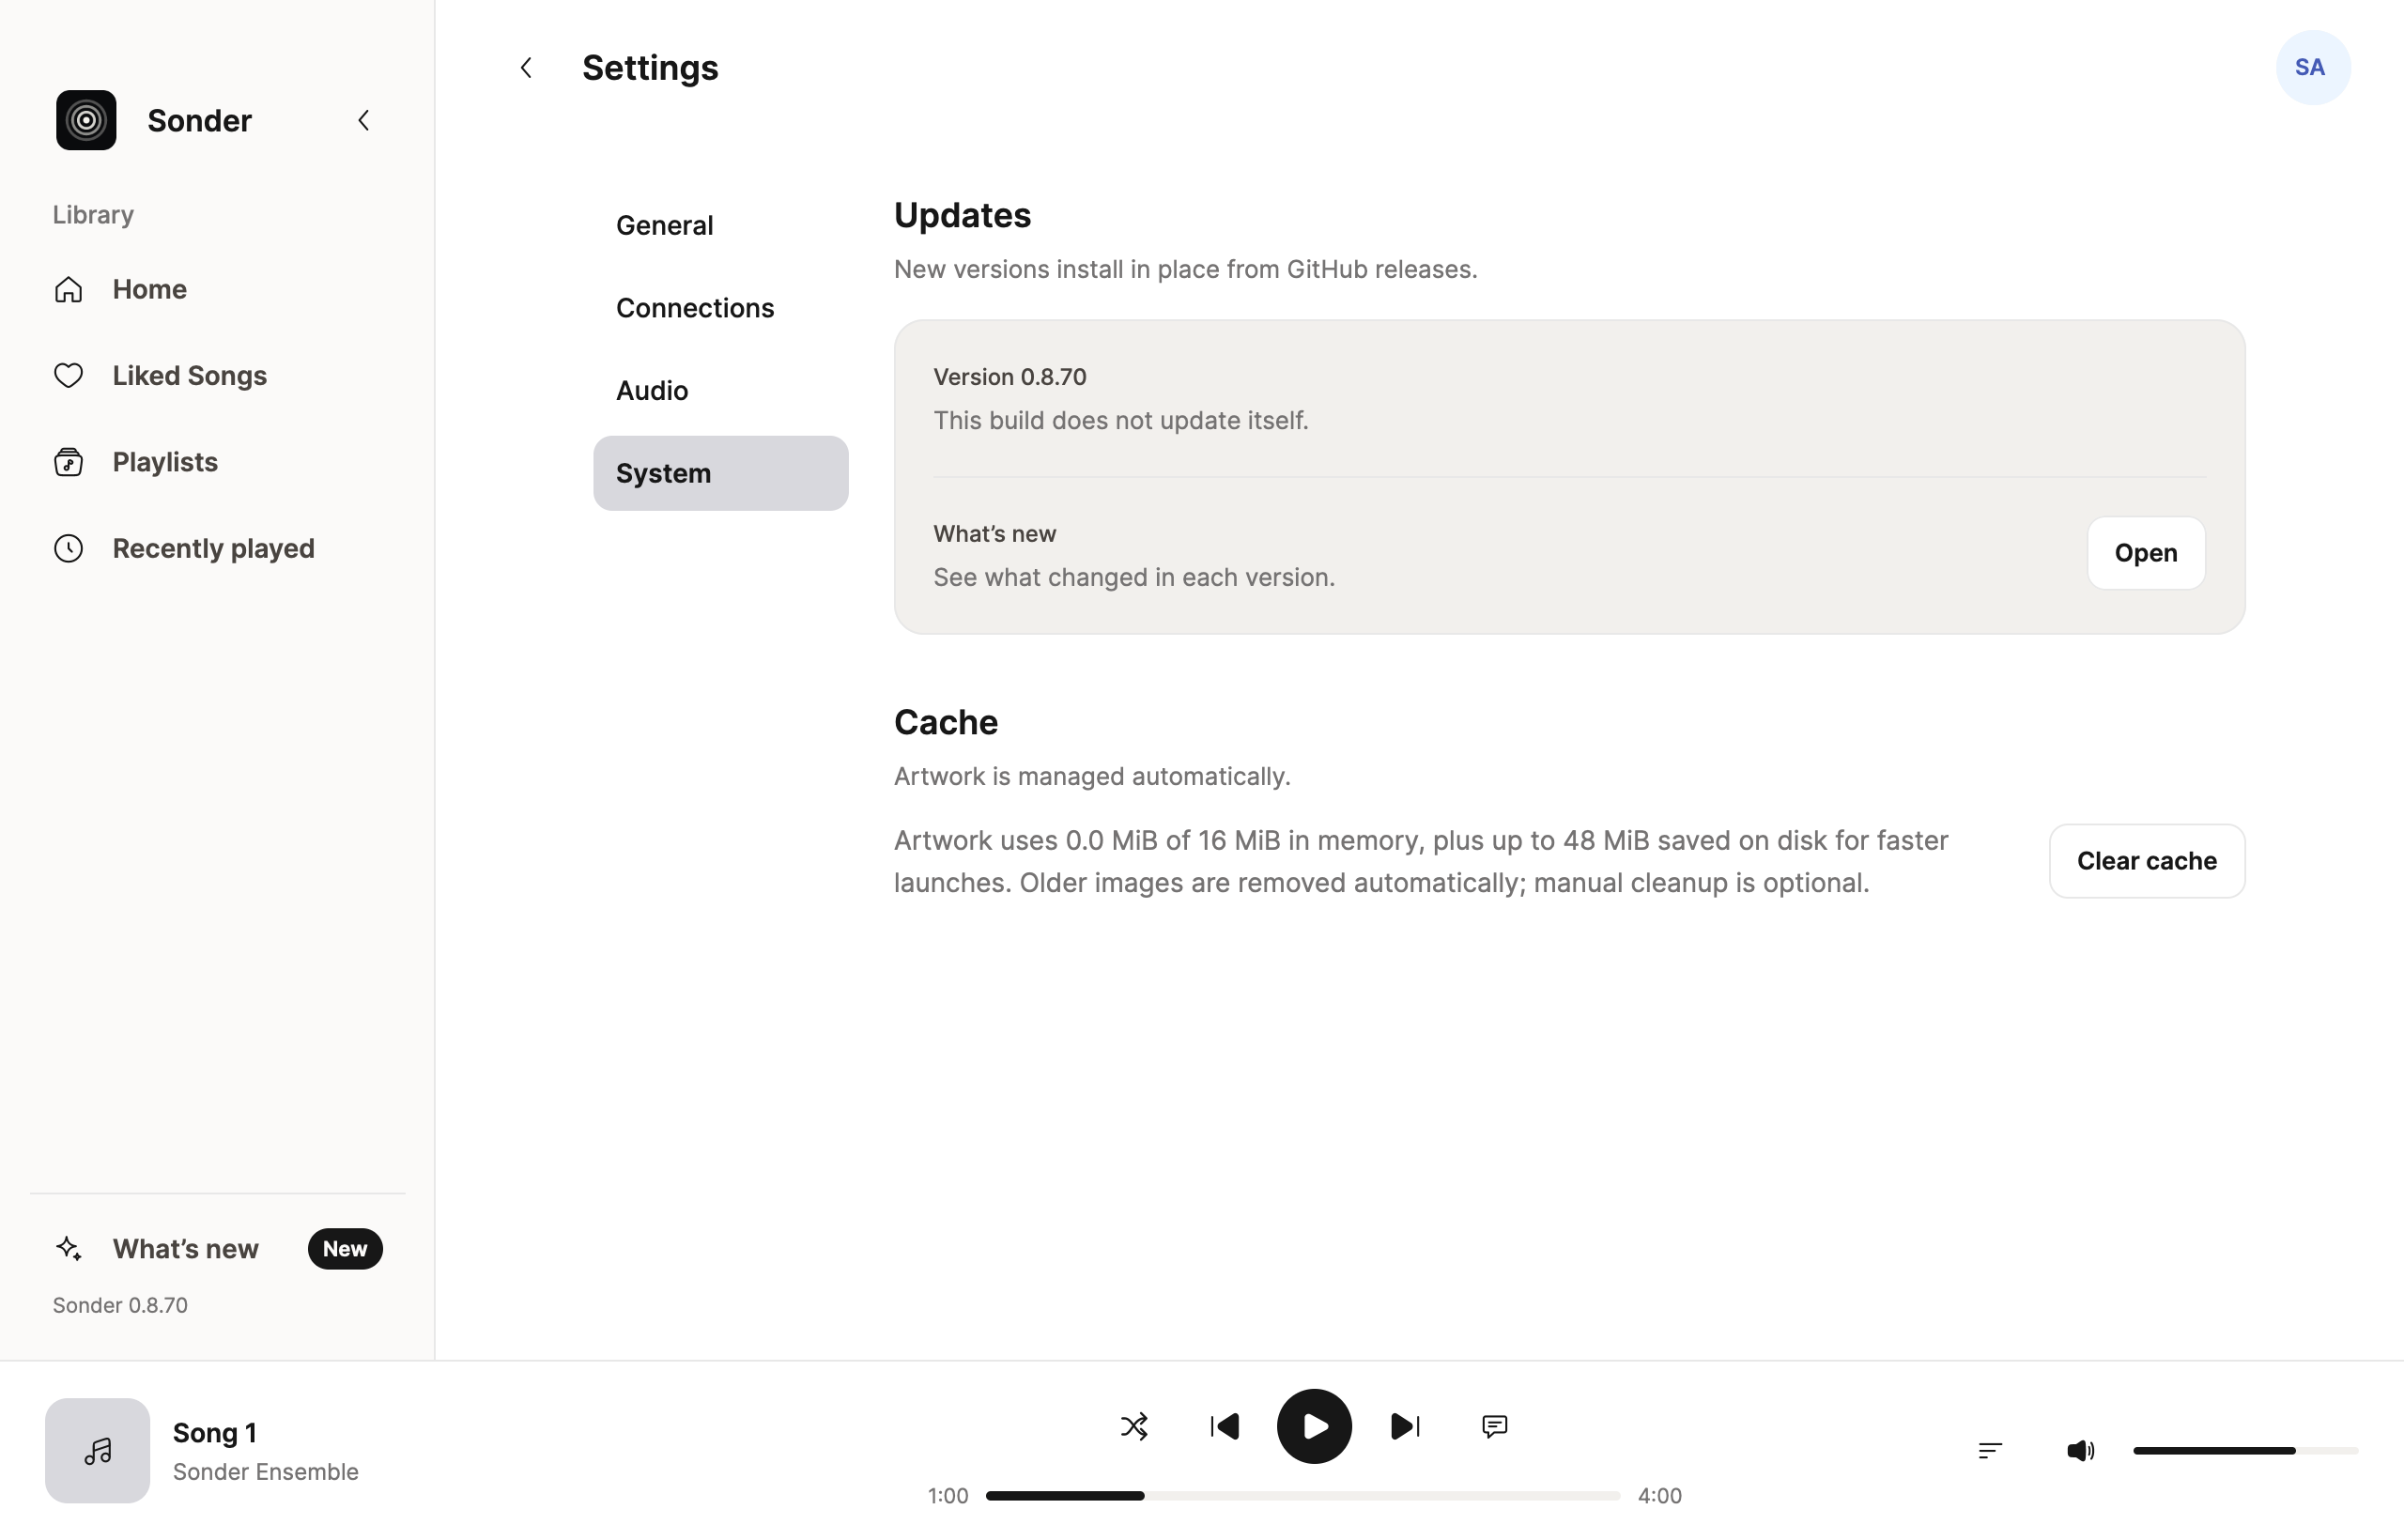 Sonder
Library
Home
Liked Songs
Playlists
Recently played
What’s new
New
Sonder 0.8.70
Settings
SA
General
Connections
Audio
System
Updates
New versions install in place from GitHub releases.
Version 0.8.70
This build does not update itself.
What’s new
See what changed in each version.
Open
Cache
Artwork is managed automatically.
Artwork uses 0.0 MiB of 16 MiB in memory, plus up to 48 MiB saved on disk for faster
launches. Older images are removed automatically; manual cleanup is optional.
Clear cache
Song 1
Sonder Ensemble
1:00
4:00